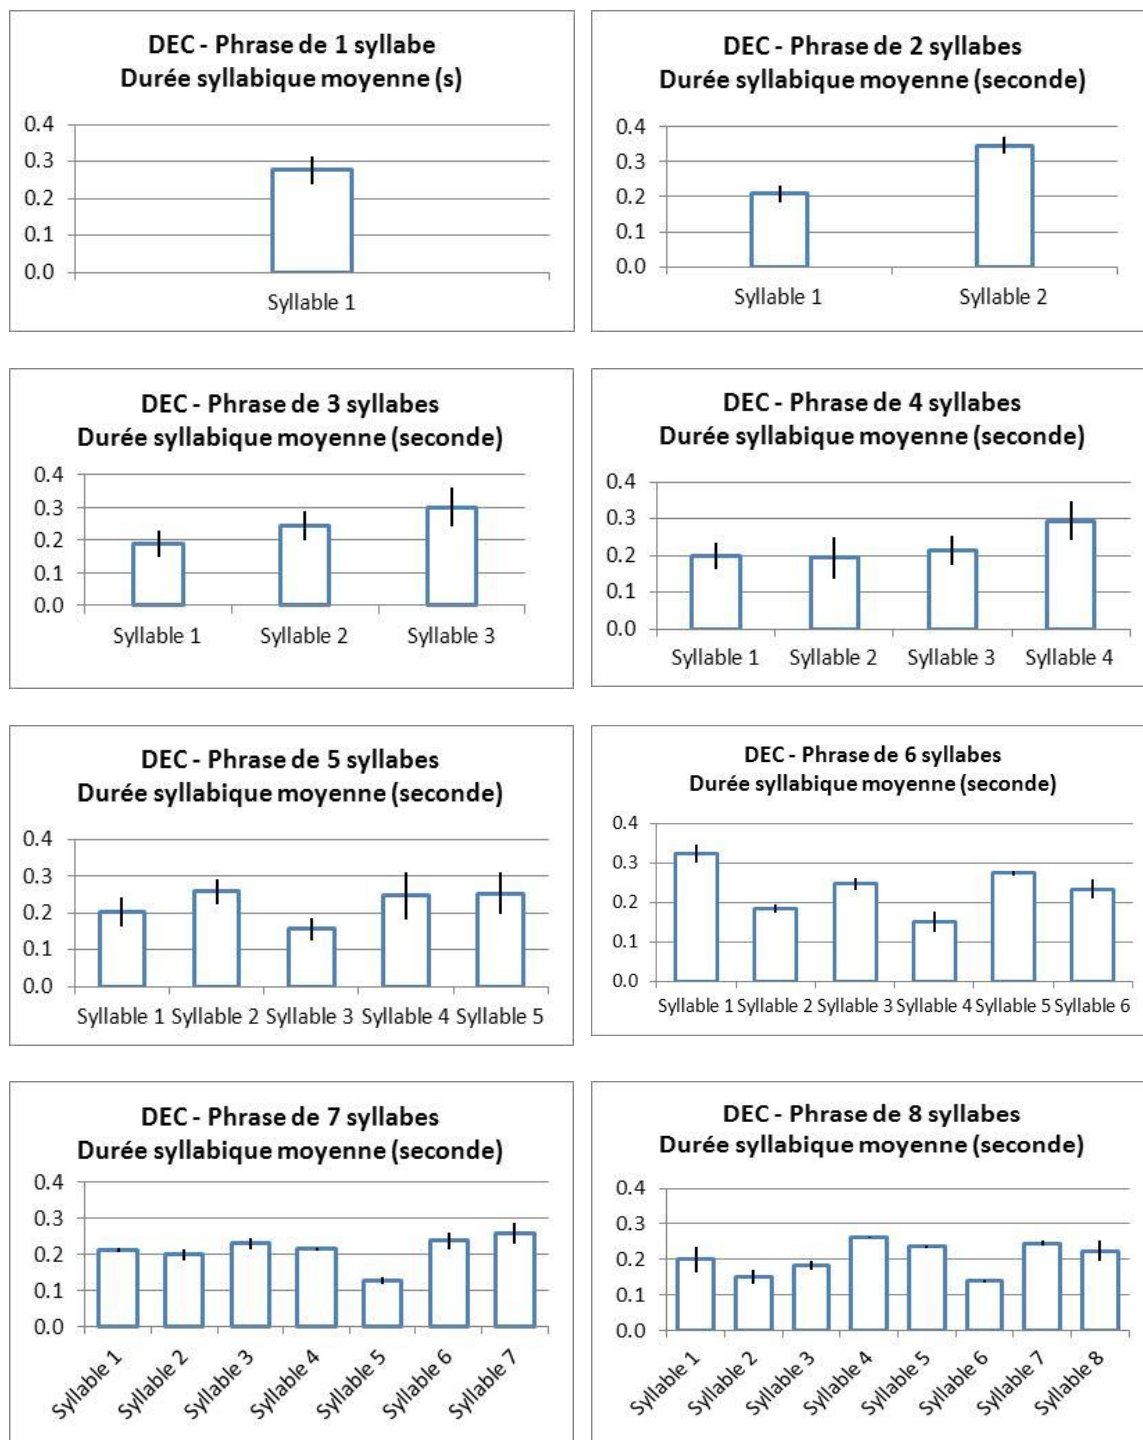 DEC - Phrase de 1 syllabe
Durée syllabique moyenne (s)
0.4
0.3
0.2
0.1
0.0
Syllable 1
DEC - Phrase de 2 syllabes
Durée syllabique moyenne (seconde)
0.4
0.3
0.2
0.1
0.0
Syllable 1 Syllable 2
DEC - Phrase de 3 syllabes
Durée syllabique moyenne (seconde)
0.4
0.3
0.2
0.1
0.0
Syllable 1 Syllable 2 Syllable 3
DEC - Phrase de 4 syllabes
Durée syllabique moyenne (seconde)
0.4
0.3
0.2
0.1
0.0
Syllable 1 Syllable 2 Syllable 3 Syllable 4
DEC - Phrase de 5 syllabes
Durée syllabique moyenne (seconde)
0.4
0.3
0.2
0.1
0.0
Syllable 1 Syllable 2 Syllable 3 Syllable 4 Syllable 5
DEC - Phrase de 6 syllabes
Durée syllabique moyenne (seconde)
0.4
0.3
0.2
0.1
0.0
Syllable 1 Syllable 2 Syllable 3 Syllable 4 Syllable 5 Syllable 6
DEC - Phrase de 7 syllabes
Durée syllabique moyenne (seconde)
0.4
0.3
0.2
0.1
0.0
Syllable 1 Syllable 2 Syllable 3 Syllable 4 Syllable 5 Syllable 6 Syllable 7
DEC - Phrase de 8 syllabes
Durée syllabique moyenne (seconde)
0.4
0.3
0.2
0.1
0.0
Syllable 1 Syllable 2 Syllable 3 Syllable 4 Syllable 5 Syllable 6 Syllable 7 Syllable 8